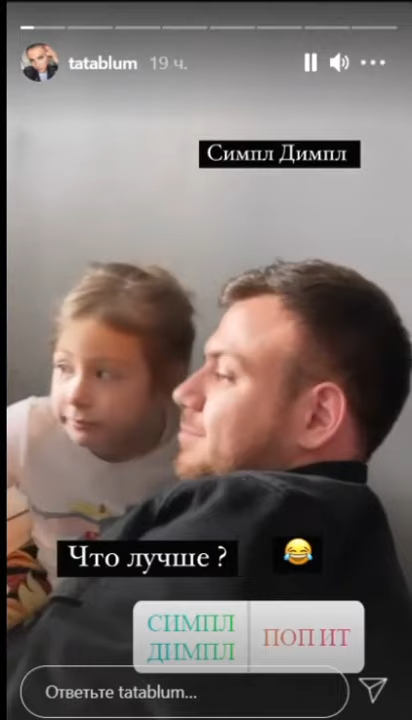 tatablum 19 ч.
Симпл Димпл
Что лучше ?
СИМПЛ
ДИМПЛ
ПОП ИТ
Ответьте tatablum...